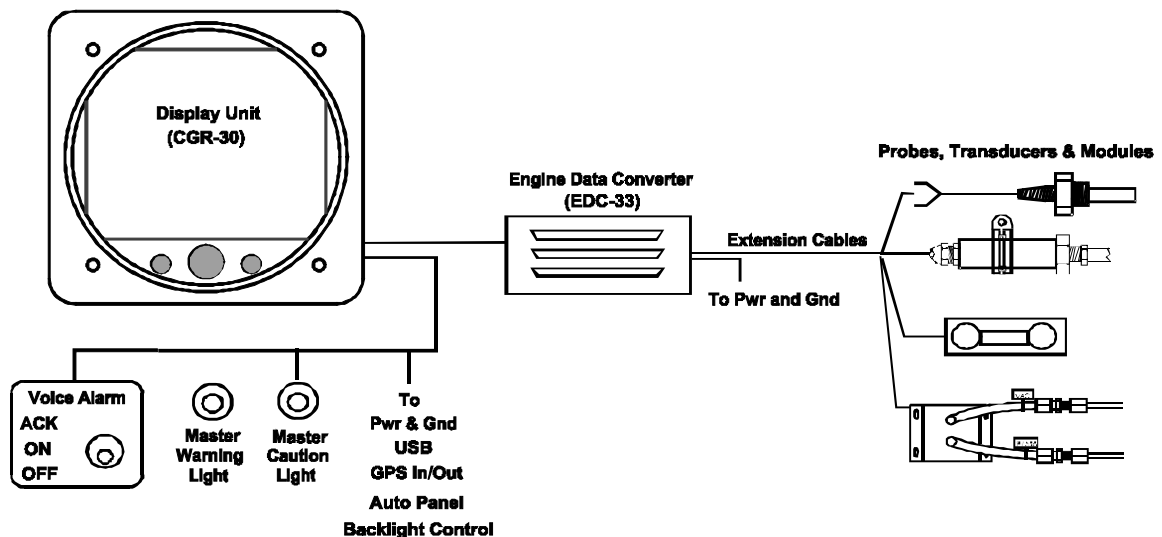 Display Unit
(CGR-30)
Probes, Transducers & Modules
Engine Data Converter
(EDC-33)
Extension Cables
To Pwr and Gnd
Voice Alarm
ACK
ON
OFF
Master
Warning
Light
Master
Caution
Light
To
Pwr & Gnd
USB
GPS In/Out
Auto Panel
Backlight Control